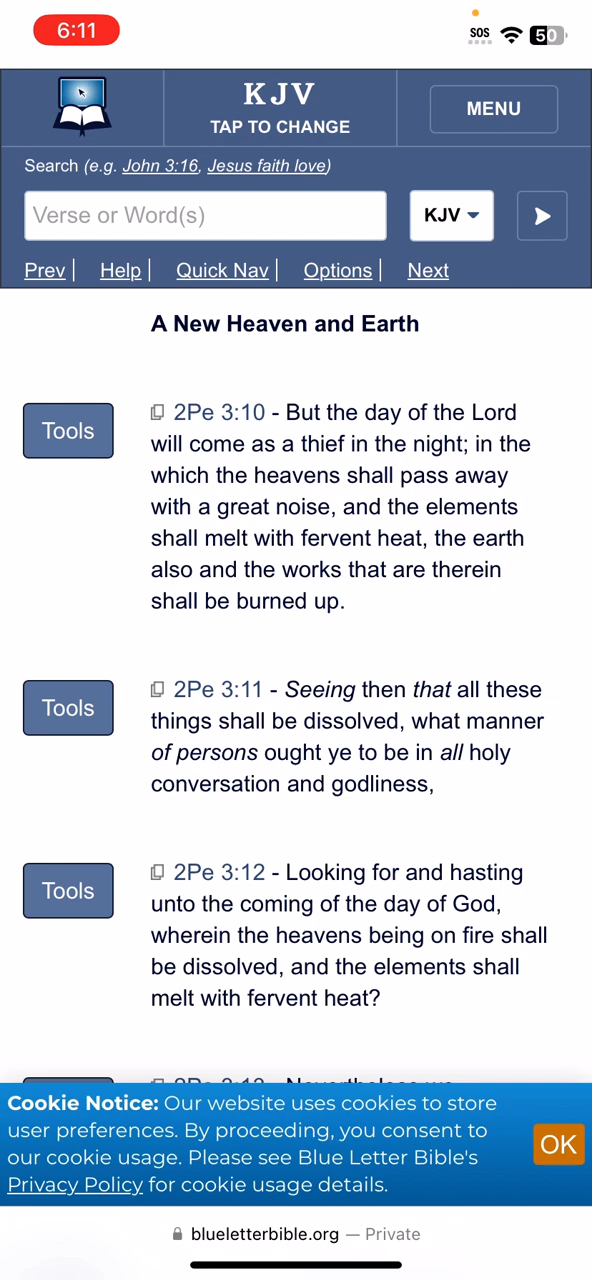 6:11
SOS
50
KJV
TAP TO CHANGE
MENU
Search (e.g. John 3:16, Jesus faith love)
Verse or Word(s)
KJV
Prev | Help | Quick Nav | Options | Next
A New Heaven and Earth
Tools
2Pe 3:10 - But the day of the Lord
will come as a thief in the night; in the
which the heavens shall pass away
with a great noise, and the elements
shall melt with fervent heat, the earth
also and the works that are therein
shall be burned up.
Tools
2Pe 3:11 - Seeing then that all these
things shall be dissolved, what manner
of persons ought ye to be in all holy
conversation and godliness,
Tools
2Pe 3:12 - Looking for and hasting
unto the coming of the day of God,
wherein the heavens being on fire shall
be dissolved, and the elements shall
melt with fervent heat?
2Pe 3:13 - Nevertheless we
Cookie Notice: Our website uses cookies to store
user preferences. By proceeding, you consent to
our cookie usage. Please see Blue Letter Bible's
Privacy Policy for cookie usage details.
OK
blueletterbible.org — Private